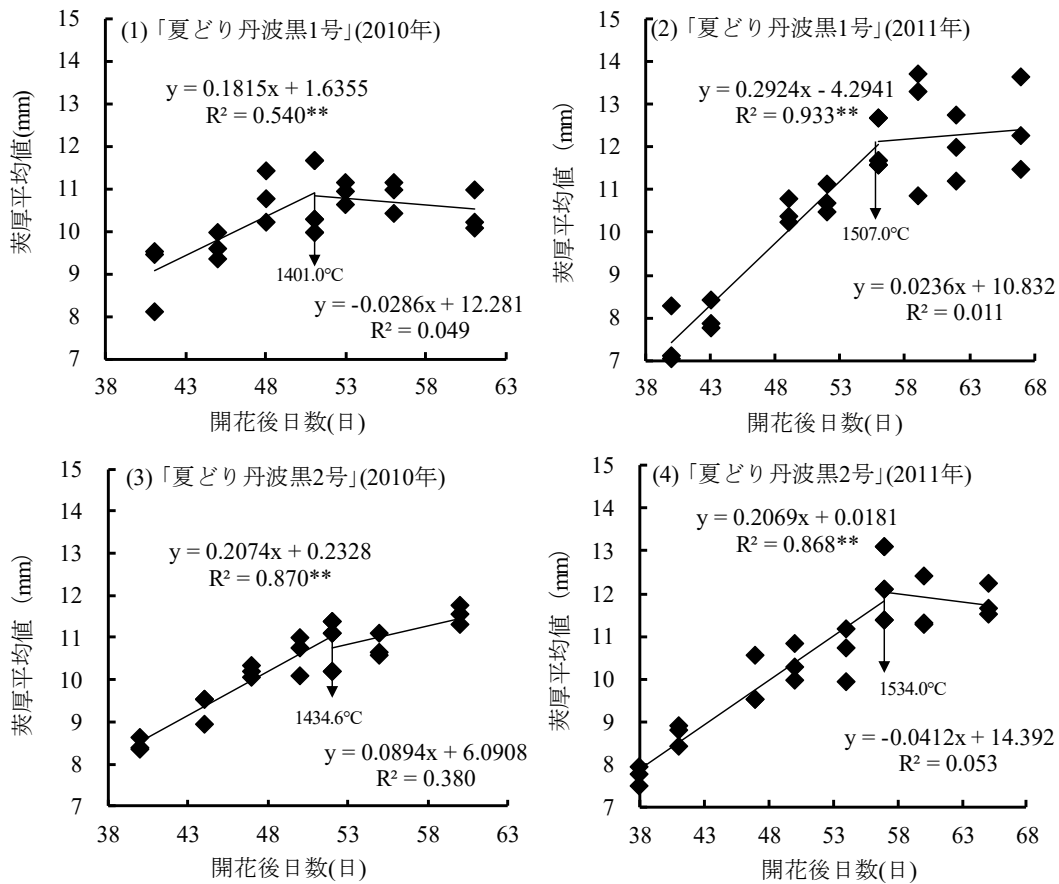 (1)「夏どり丹波黒1号」(2010年)
y = 0.1815x + 1.6355
R² = 0.540**
1401.0℃
y = -0.0286x + 12.281
R² = 0.049
莢厚平均値(mm)
15
14
13
12
11
10
9
8
7
38 43 48 53 58 63
開花後日数(日)
(2)「夏どり丹波黒1号」(2011年)
y = 0.2924x - 4.2941
R² = 0.933**
1507.0℃
y = 0.0236x + 10.832
R² = 0.011
莢厚平均値（mm）
15
14
13
12
11
10
9
8
7
38 43 48 53 58 63 68
開花後日数(日)
(3)「夏どり丹波黒2号」(2010年)
y = 0.2074x + 0.2328
R² = 0.870**
1434.6℃
y = 0.0894x + 6.0908
R² = 0.380
莢厚平均値（mm）
15
14
13
12
11
10
9
8
7
38 43 48 53 58 63
開花後日数(日)
(4)「夏どり丹波黒2号」(2011年)
y = 0.2069x + 0.0181
R² = 0.868**
1534.0℃
y = -0.0412x + 14.392
R² = 0.053
莢厚平均値（mm）
15
14
13
12
11
10
9
8
7
38 43 48 53 58 63 68
開花後日数(日)